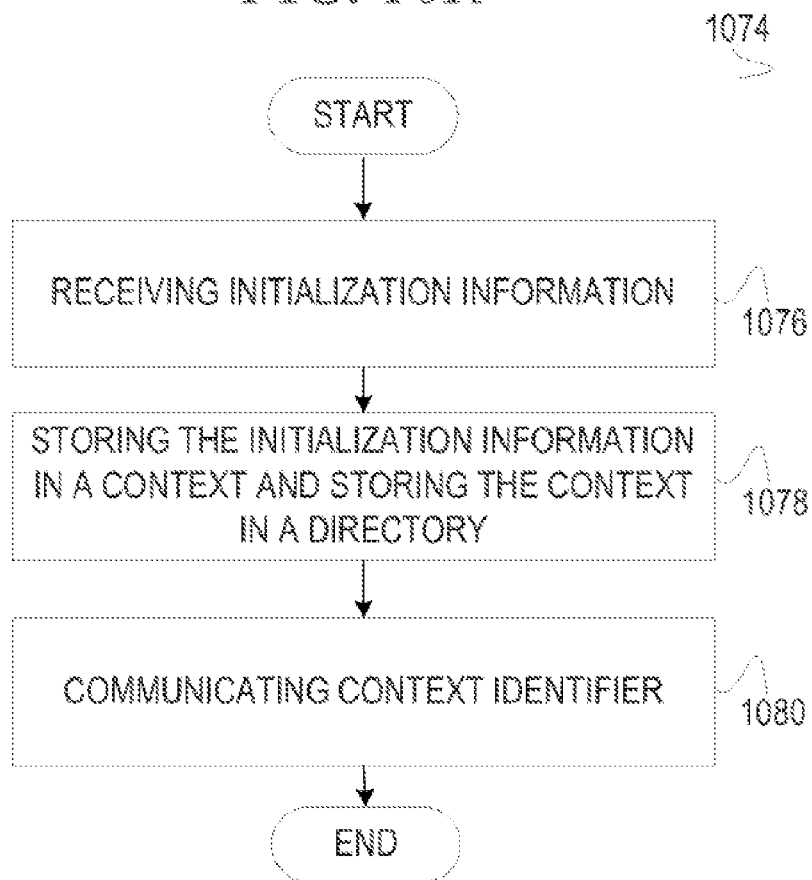 1074
START
RECEIVING INITIALIZATION INFORMATION
1076
STORING THE INITIALIZATION INFORMATION
IN A CONTEXT AND STORING THE CONTEXT
IN A DIRECTORY
1078
COMMUNICATING CONTEXT IDENTIFIER
1080
END